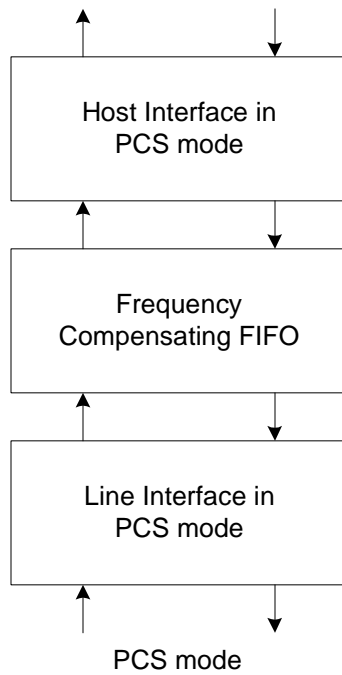 Host Interface in
PCS mode
Frequency
Compensating FIFO
Line Interface in
PCS mode
PCS mode